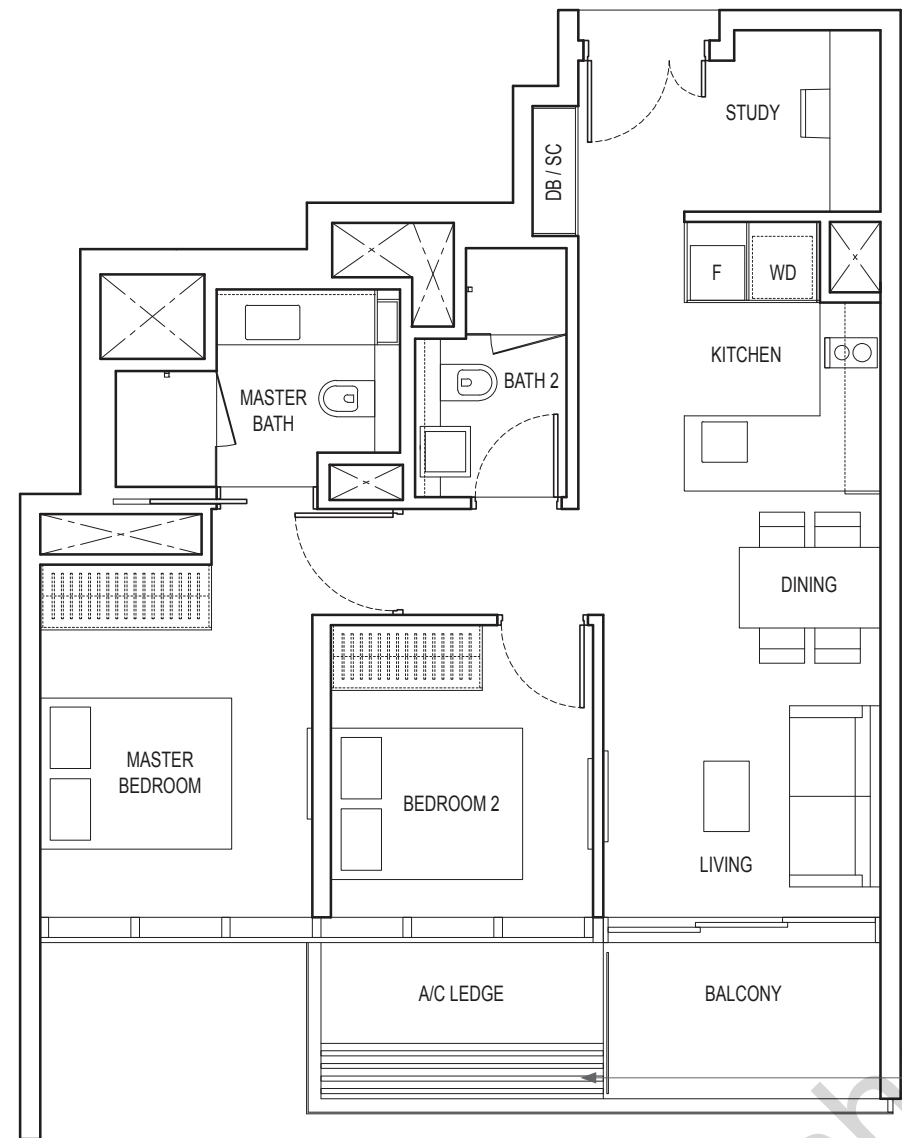 STUDY
DB / SC
F
WD
KITCHEN
BATH 2
MASTER
BATH
DINING
MASTER
BEDROOM
BEDROOM 2
LIVING
A/C LEDGE
BALCONY